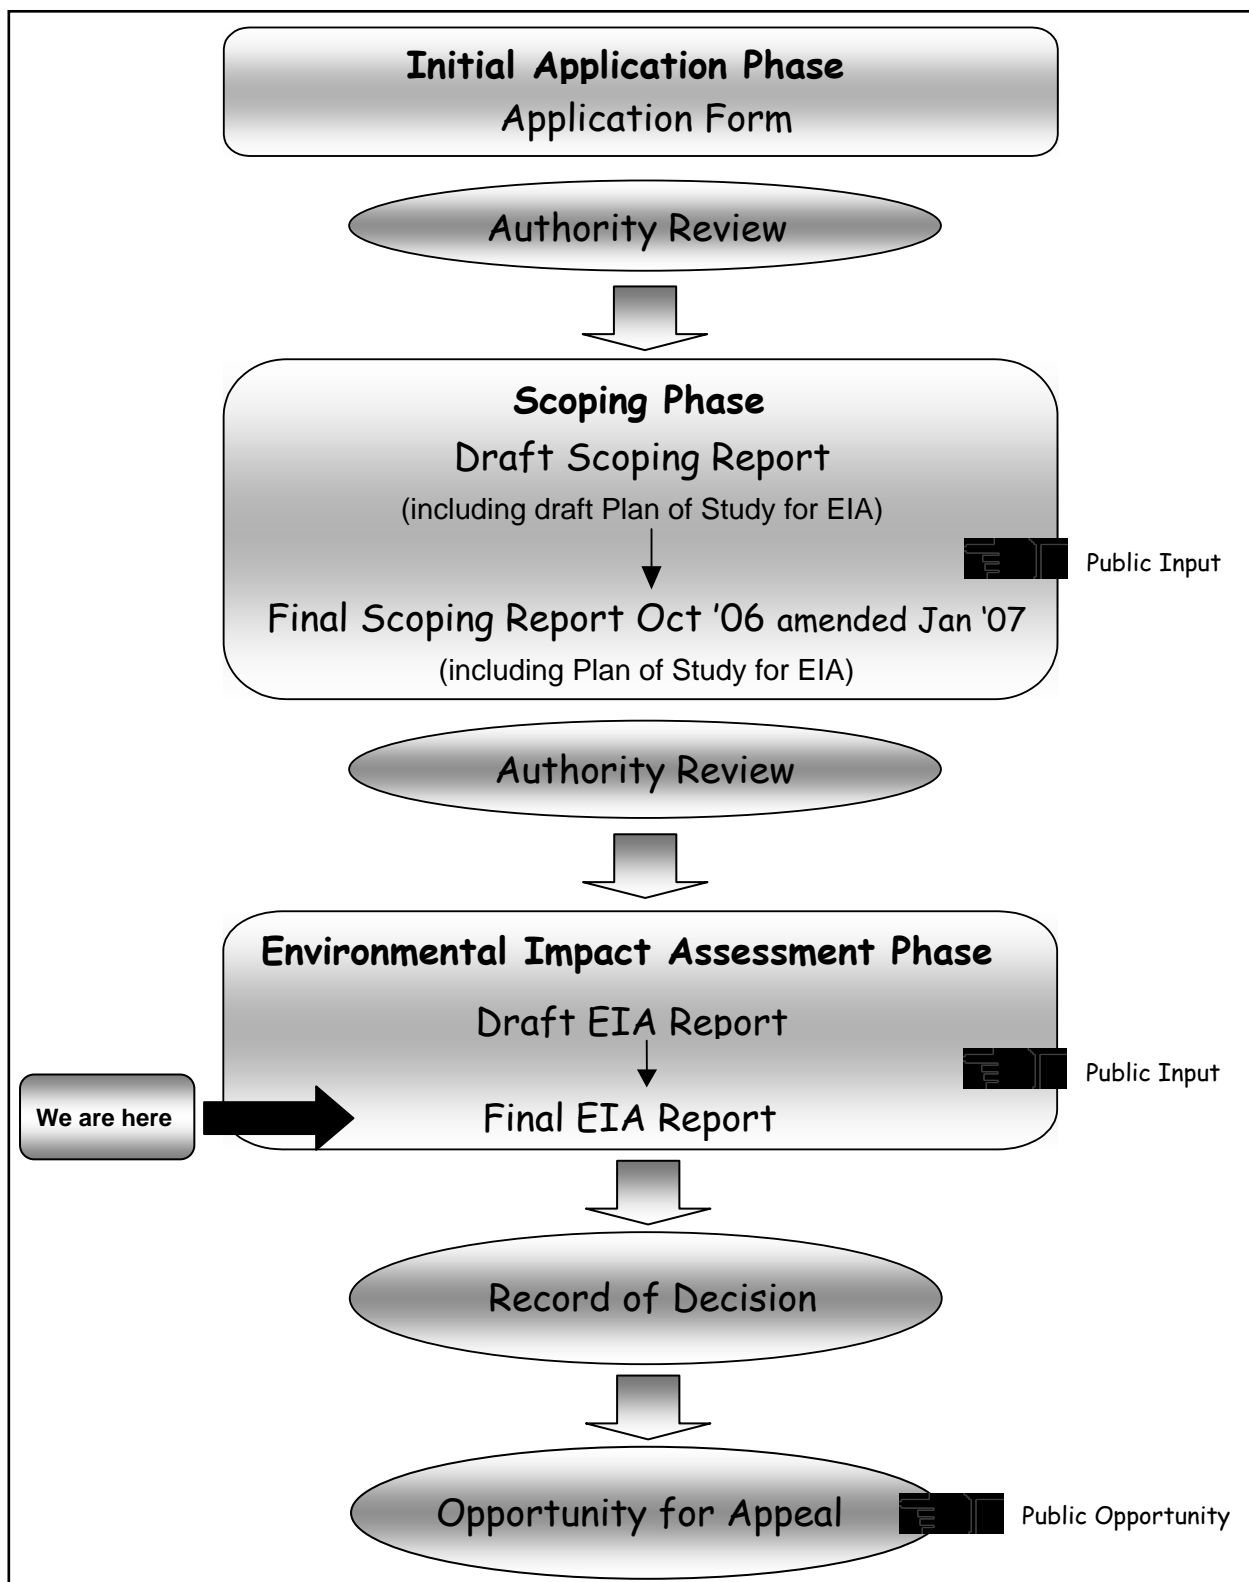 Initial Application Phase
Application Form
Authority Review
Scoping Phase
Draft Scoping Report
(including draft Plan of Study for EIA)
Public Input
Final Scoping Report Oct '06 amended Jan '07
(including Plan of Study for EIA)
Authority Review
Environmental Impact Assessment Phase
Draft EIA Report
Public Input
We are here
Final EIA Report
Record of Decision
Opportunity for Appeal
Public Opportunity